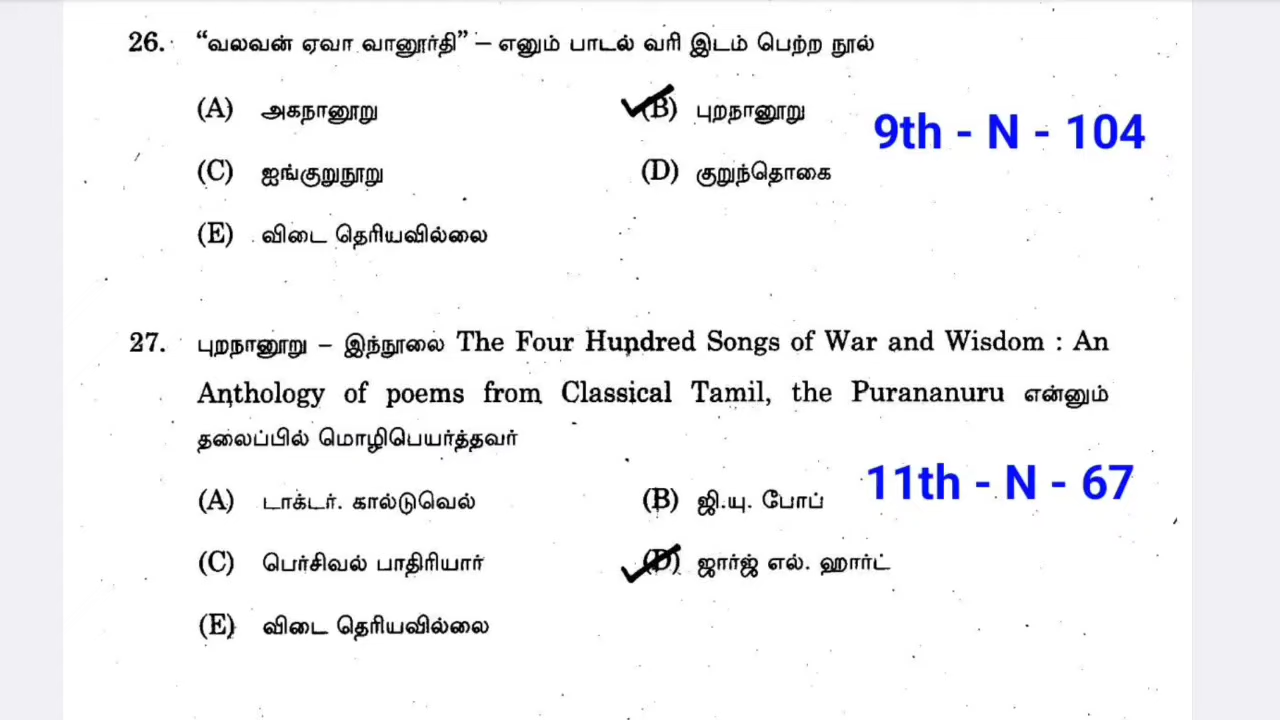 26. “வலவன் ஏவா வானூர்தி” – எனும் பாடல் வரி இடம் பெற்ற நூல்
(A) அகநானூறு (B) புறநானூறு
9th - N - 104
(C) ஐங்குறுநூறு (D) குறுந்தொகை
(E) விடை தெரியவில்லை
27. புறநானூறு – இந்நூலை The Four Hundred Songs of War and Wisdom : An
Anthology of poems from Classical Tamil, the Purananuru என்னும்
தலைப்பில் மொழிபெயர்த்தவர்
(A) டாக்டர். கால்டுவெல் (B) ஜி.யு. போப்
11th - N - 67
(C) பெர்சிவல் பாதிரியார் (D) ஜார்ஜ் எல். ஹார்ட்
(E) விடை தெரியவில்லை